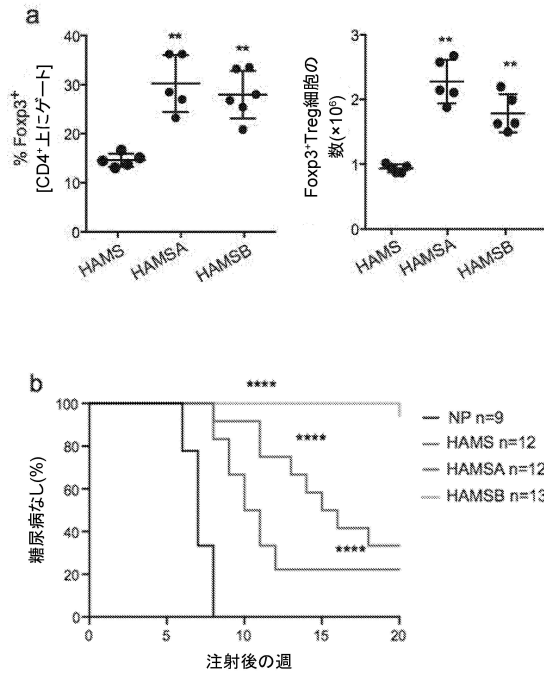 a
**
**
40
30
20
10
0
% Foxp3⁺
[CD4⁺上にゲート]
HAMS
HAMSA
HAMSB
**
**
3
2
1
0
Foxp3⁺Treg細胞の
数(×10⁶)
HAMS
HAMSA
HAMSB
b
****
****
****
100
80
60
40
20
0
糖尿病なし(%)
0
5
10
15
20
注射後の週
NP n=9
HAMS n=12
HAMSA n=12
HAMSB n=13